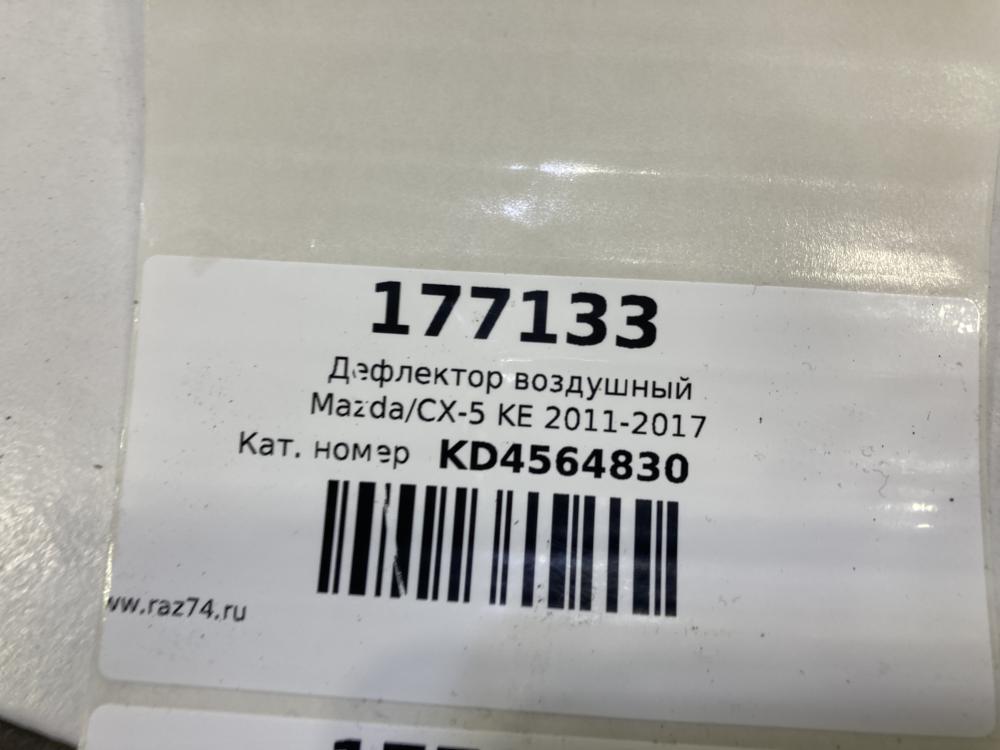 177133
Дефлектор воздушный
Mazda/CX-5 KE 2011-2017
Кат. номер KD4564830
ww.raz74.ru